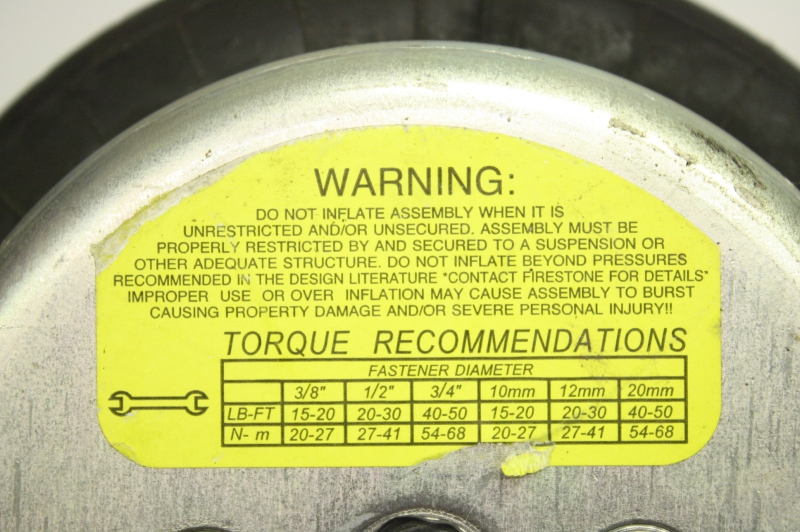 WARNING:
DO NOT INFLATE ASSEMBLY WHEN IT IS
UNRESTRICTED AND/OR UNSECURED. ASSEMBLY MUST BE
PROPERLY RESTRICTED BY AND SECURED TO A SUSPENSION OR
OTHER ADEQUATE STRUCTURE. DO NOT INFLATE BEYOND PRESSURES
RECOMMENDED IN THE DESIGN LITERATURE "CONTACT FIRESTONE FOR DETAILS"
IMPROPER USE OR OVER INFLATION MAY CAUSE ASSEMBLY TO BURST
CAUSING PROPERTY DAMAGE AND/OR SEVERE PERSONAL INJURY!!
TORQUE RECOMMENDATIONS
FASTENER DIAMETER
3/8" 1/2" 3/4" 10mm 12mm 20mm
LB-FT 15-20 20-30 40-50 15-20 20-30 40-50
N- m 20-27 27-41 54-68 20-27 27-41 54-68